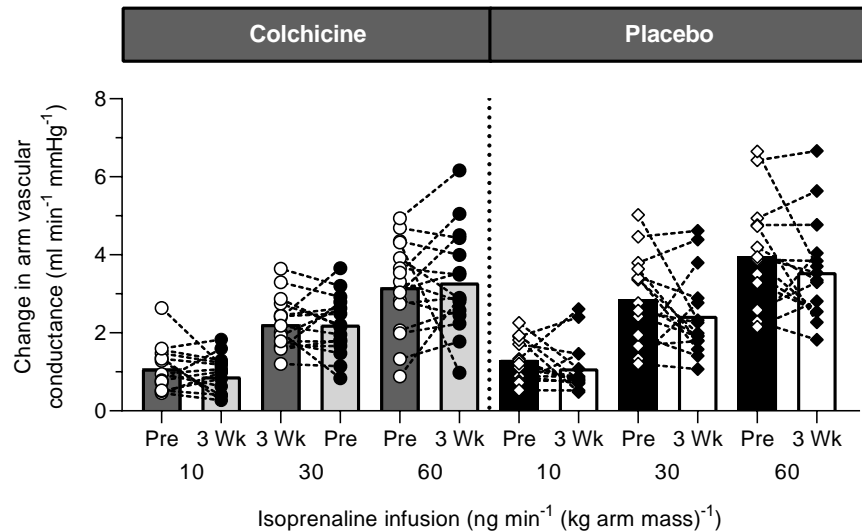 Colchicine Placebo
Change in arm vascular
conductance (ml min-1 mmHg-1)
8
6
4
2
0
Pre 3 Wk 3 Wk Pre Pre 3 Wk Pre 3 Wk Pre 3 Wk Pre 3 Wk
10 30 60 10 30 60
Isoprenaline infusion (ng min-1 (kg arm mass)-1)